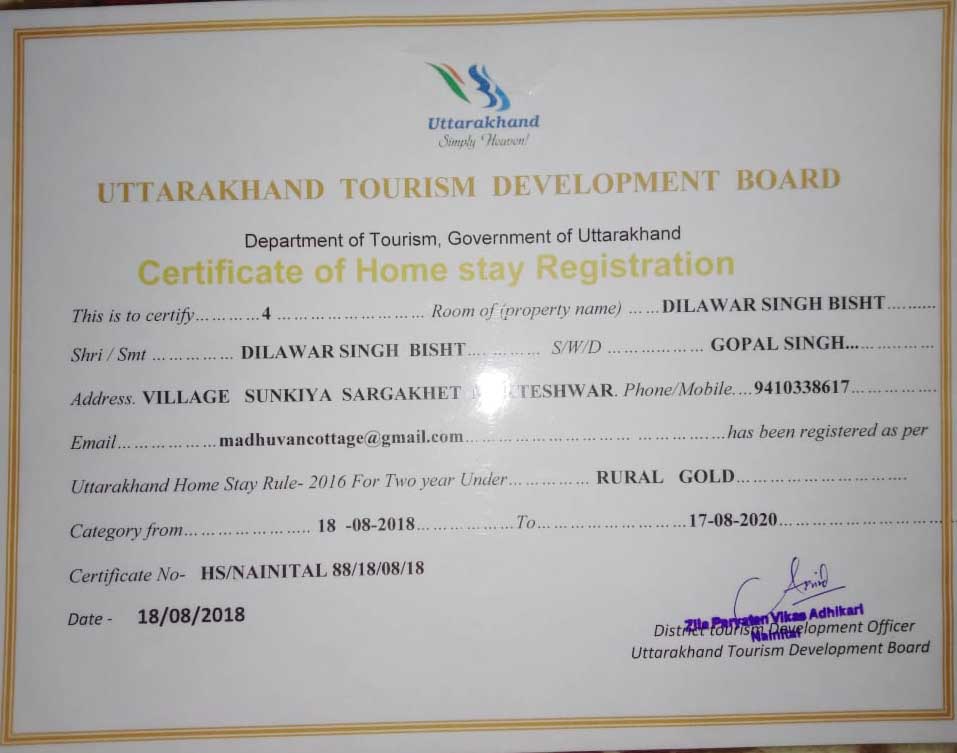 Uttarakhand
Simply Heaven!
UTTARAKHAND TOURISM DEVELOPMENT BOARD
Department of Tourism, Government of Uttarakhand
Certificate of Home stay Registration
This is to certify............4........................ Room of (property name) ......DILAWAR SINGH BISHT..........
Shri / Smt ............... DILAWAR SINGH BISHT............. S/W/D .................. GOPAL SINGH...............
Address. VILLAGE SUNKIYA SARGAKHET TESHWAR. Phone/Mobile....9410338617...............
Email..................madhuvancottage@gmail.com.............................................has been registered as per
Uttarakhand Home Stay Rule- 2016 For Two year Under............... RURAL GOLD..............................
Category from....................... 18 -08-2018..................To...........................17-08-2020..............................
Certificate No- HS/NAINITAL 88/18/08/18
Date - 18/08/2018
Zila Paryatan Vikas Adhikari
District tourism Development Officer
Nainital
Uttarakhand Tourism Development Board